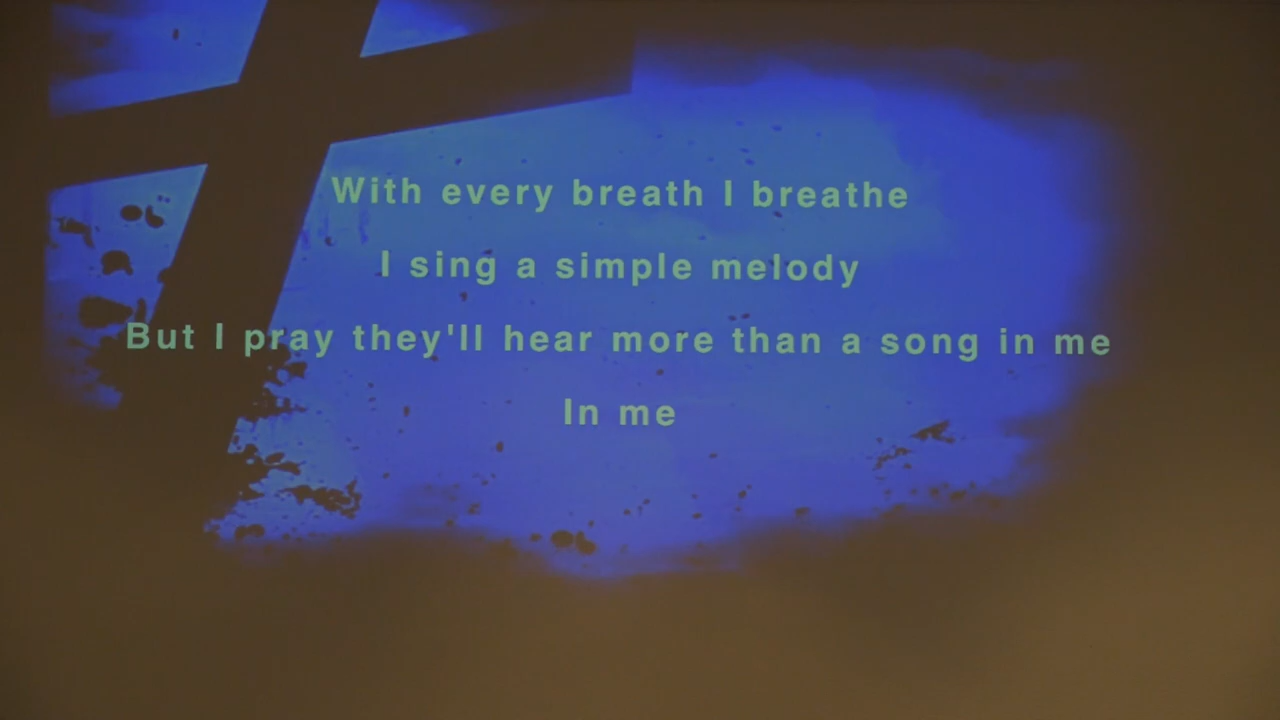 With every breath I breathe
I sing a simple melody
But I pray they'll hear more than a song in me
In me